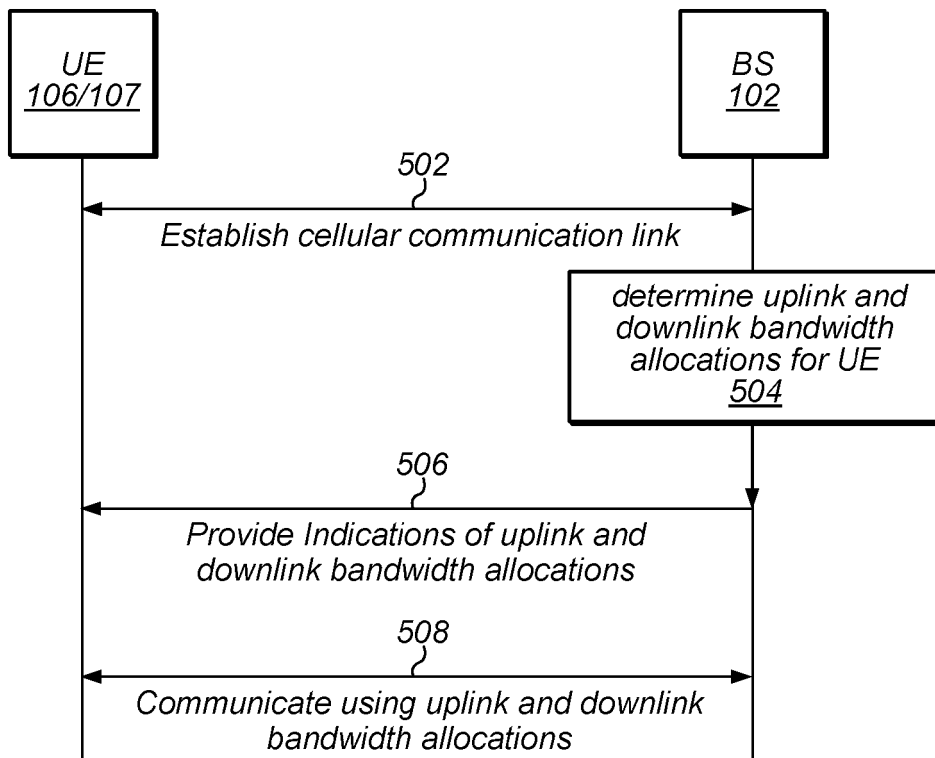 UE
106/107
BS
102
502
Establish cellular communication link
determine uplink and
downlink bandwidth
allocations for UE
504
506
Provide Indications of uplink and
downlink bandwidth allocations
508
Communicate using uplink and downlink
bandwidth allocations